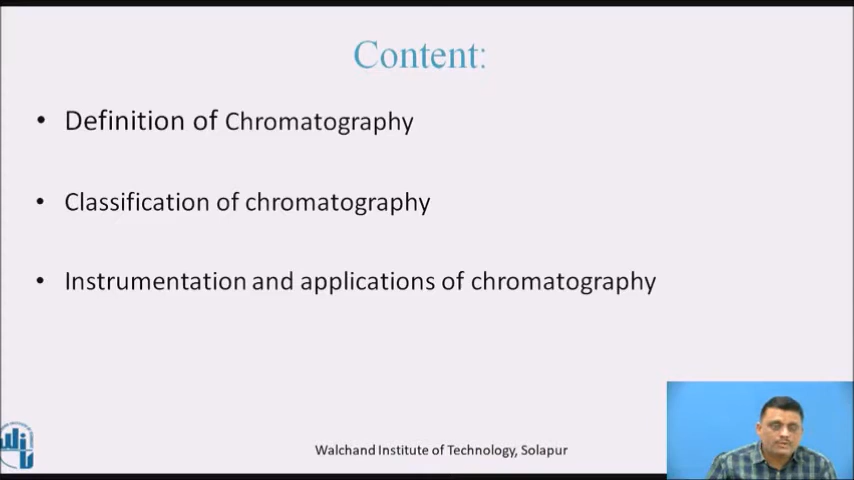 Content:
• Definition of Chromatography
• Classification of chromatography
• Instrumentation and applications of chromatography
Walchand Institute of Technology, Solapur